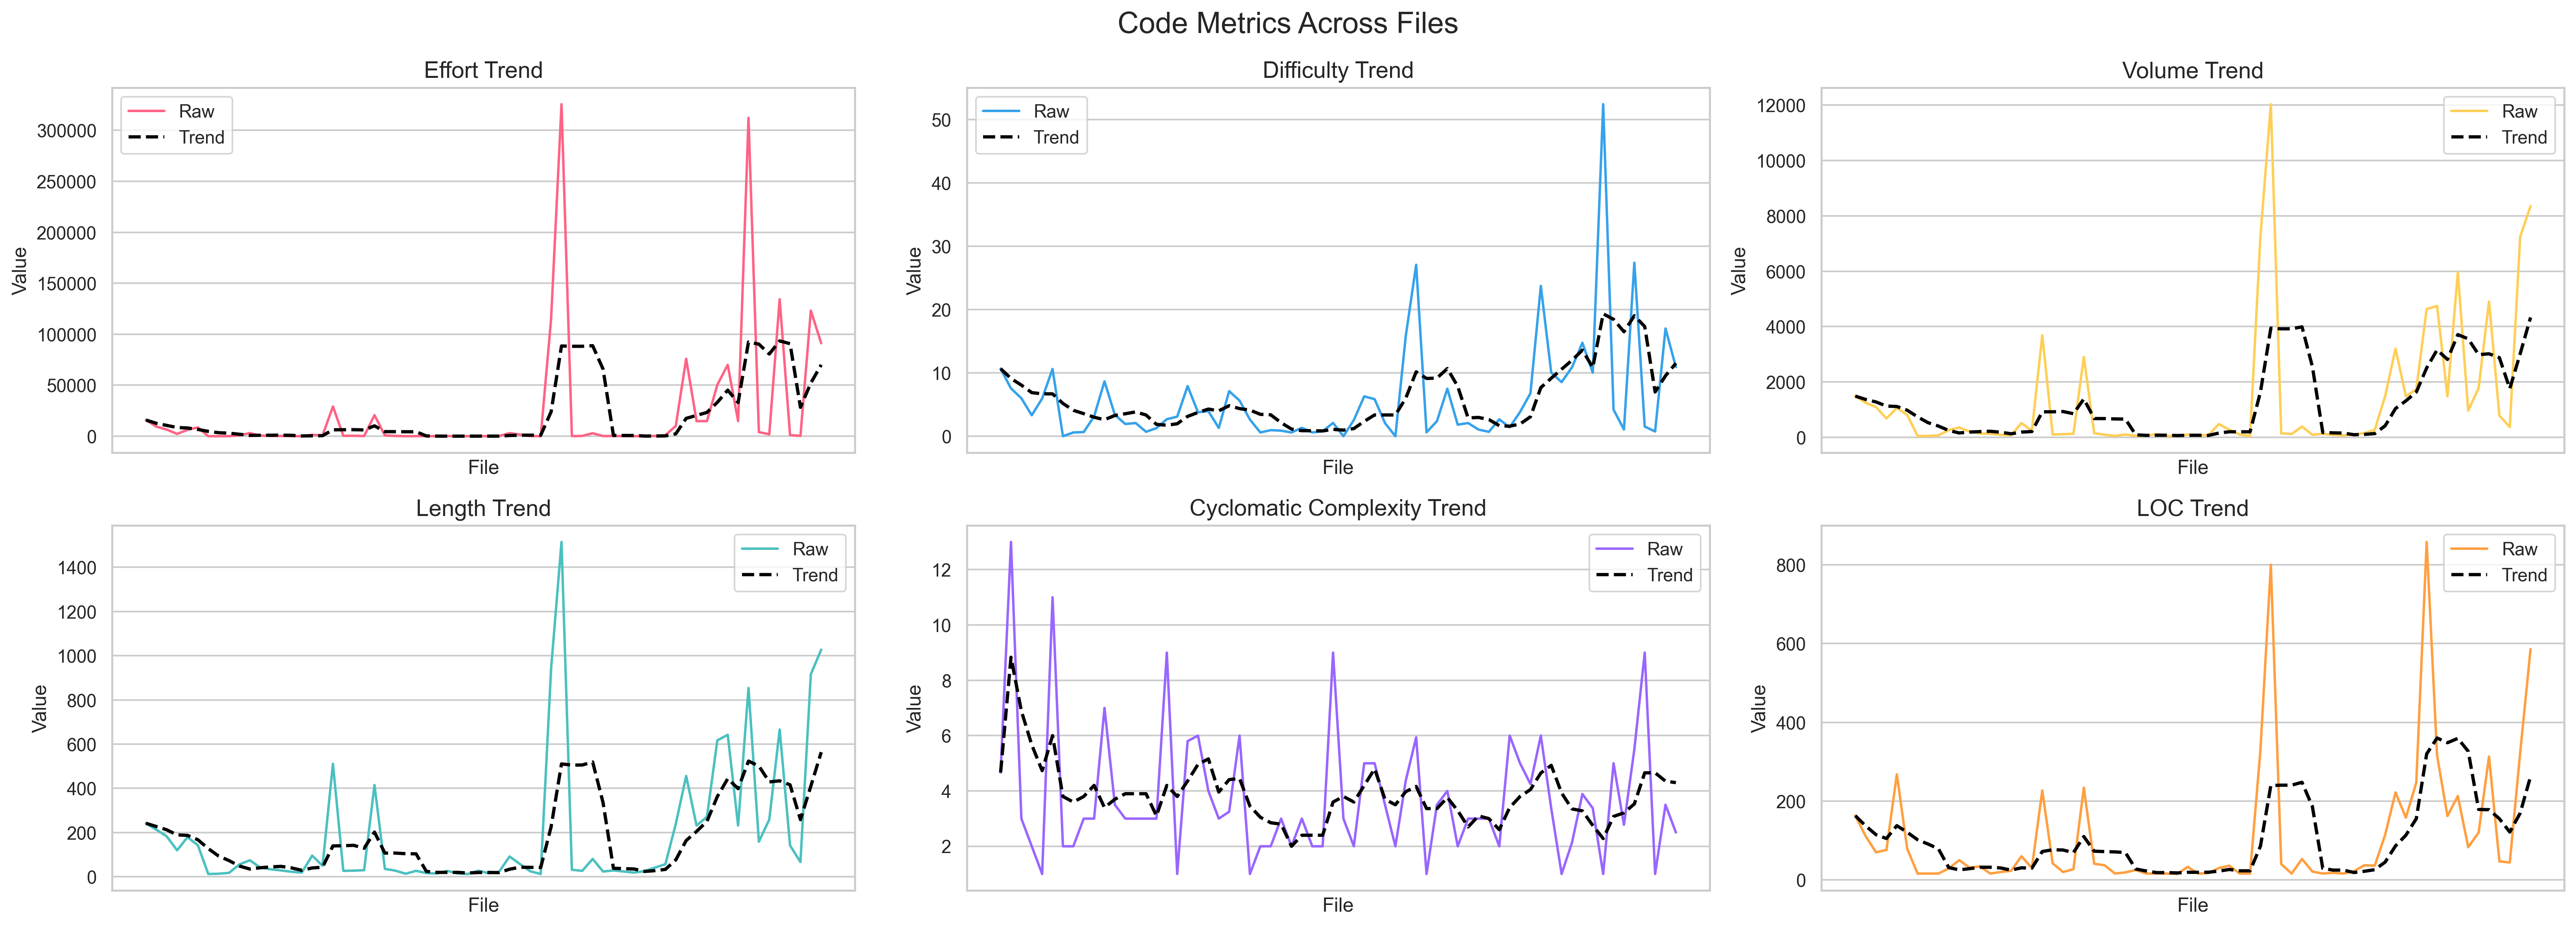 Code Metrics Across Files
Effort Trend
Raw
Trend
300000
250000
200000
150000
100000
50000
0
Value
File
Difficulty Trend
Raw
Trend
50
40
30
20
10
0
Value
File
Volume Trend
Raw
Trend
12000
10000
8000
6000
4000
2000
0
Value
File
Length Trend
Raw
Trend
1400
1200
1000
800
600
400
200
0
Value
File
Cyclomatic Complexity Trend
Raw
Trend
12
10
8
6
4
2
Value
File
LOC Trend
Raw
Trend
800
600
400
200
0
Value
File